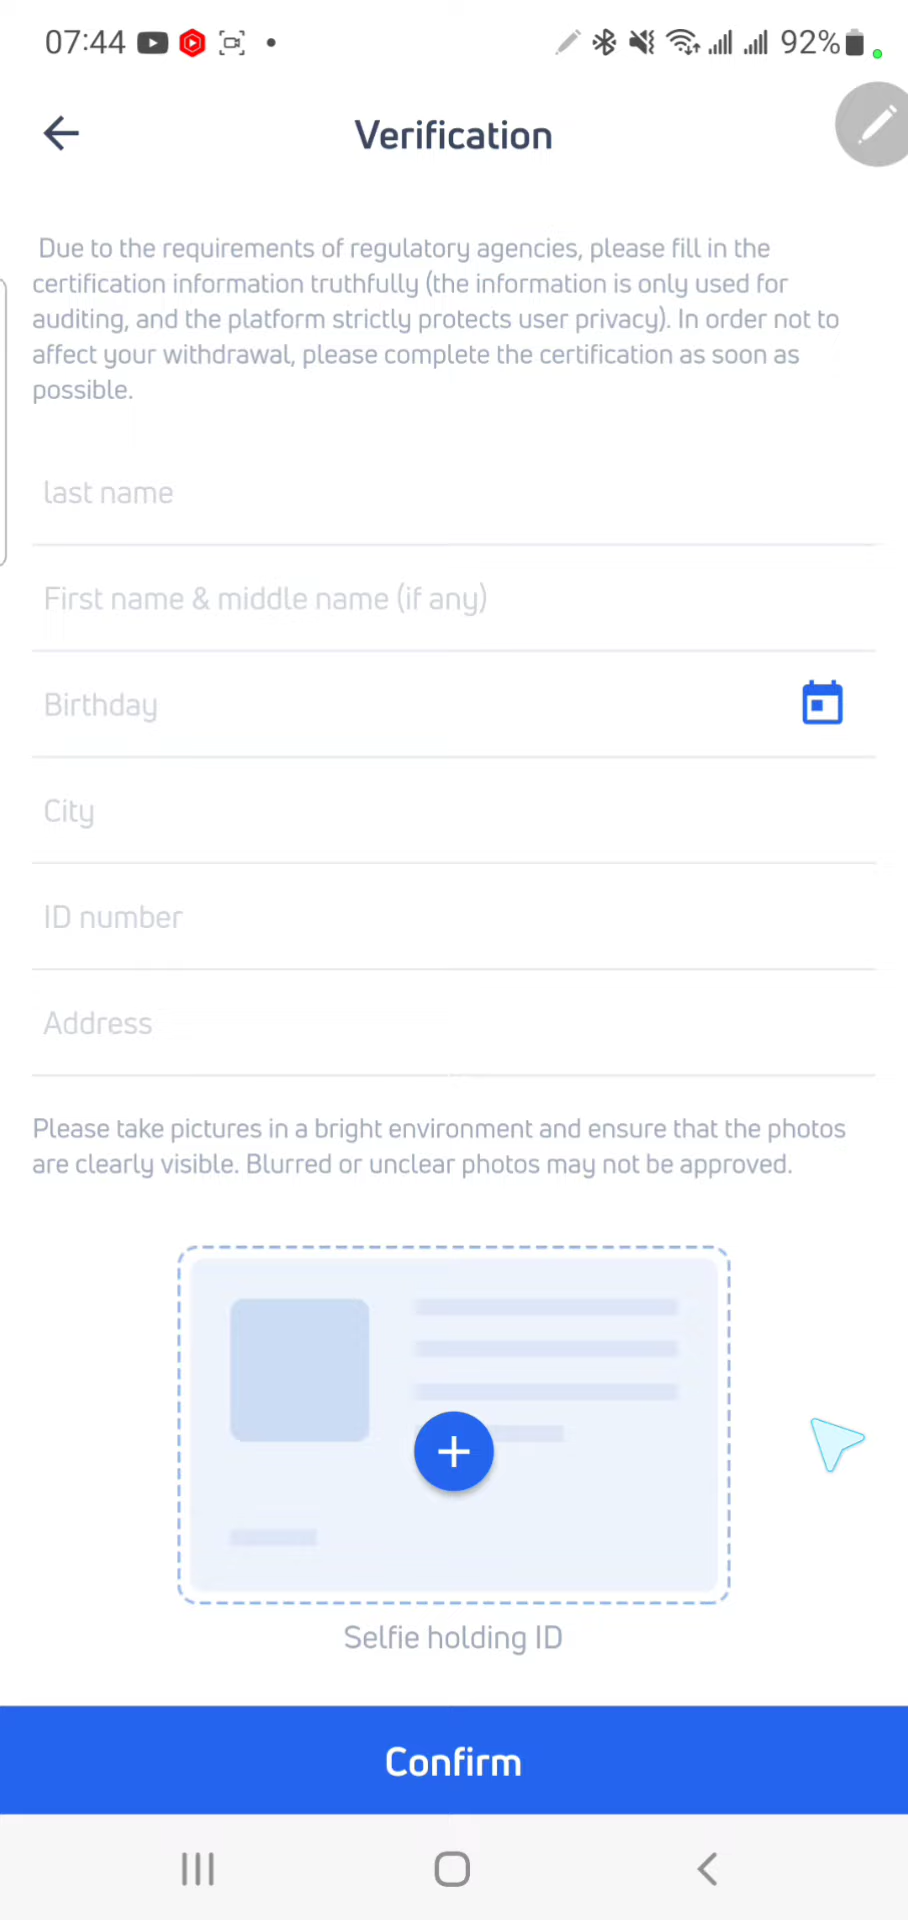 07:44
92%
Verification
Due to the requirements of regulatory agencies, please fill in the
certification information truthfully (the information is only used for
auditing, and the platform strictly protects user privacy). In order not to
affect your withdrawal, please complete the certification as soon as
possible.
last name
First name & middle name (if any)
Birthday
City
ID number
Address
Please take pictures in a bright environment and ensure that the photos
are clearly visible. Blurred or unclear photos may not be approved.
Selfie holding ID
Confirm